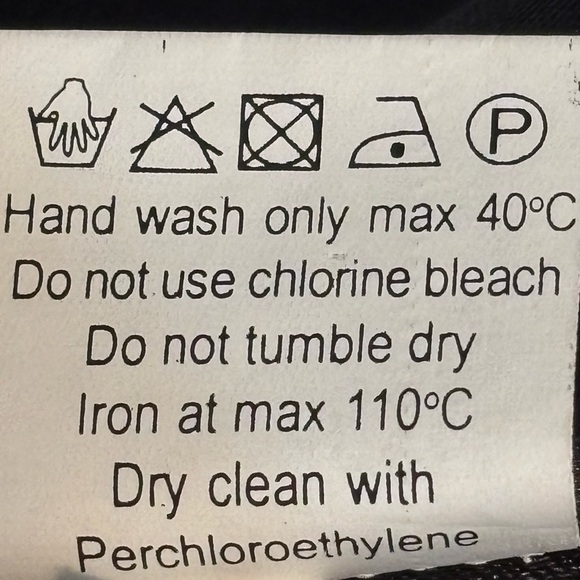 P
Hand wash only max 40°C
Do not use chlorine bleach
Do not tumble dry
Iron at max 110°C
Dry clean with
Perchloroethylene